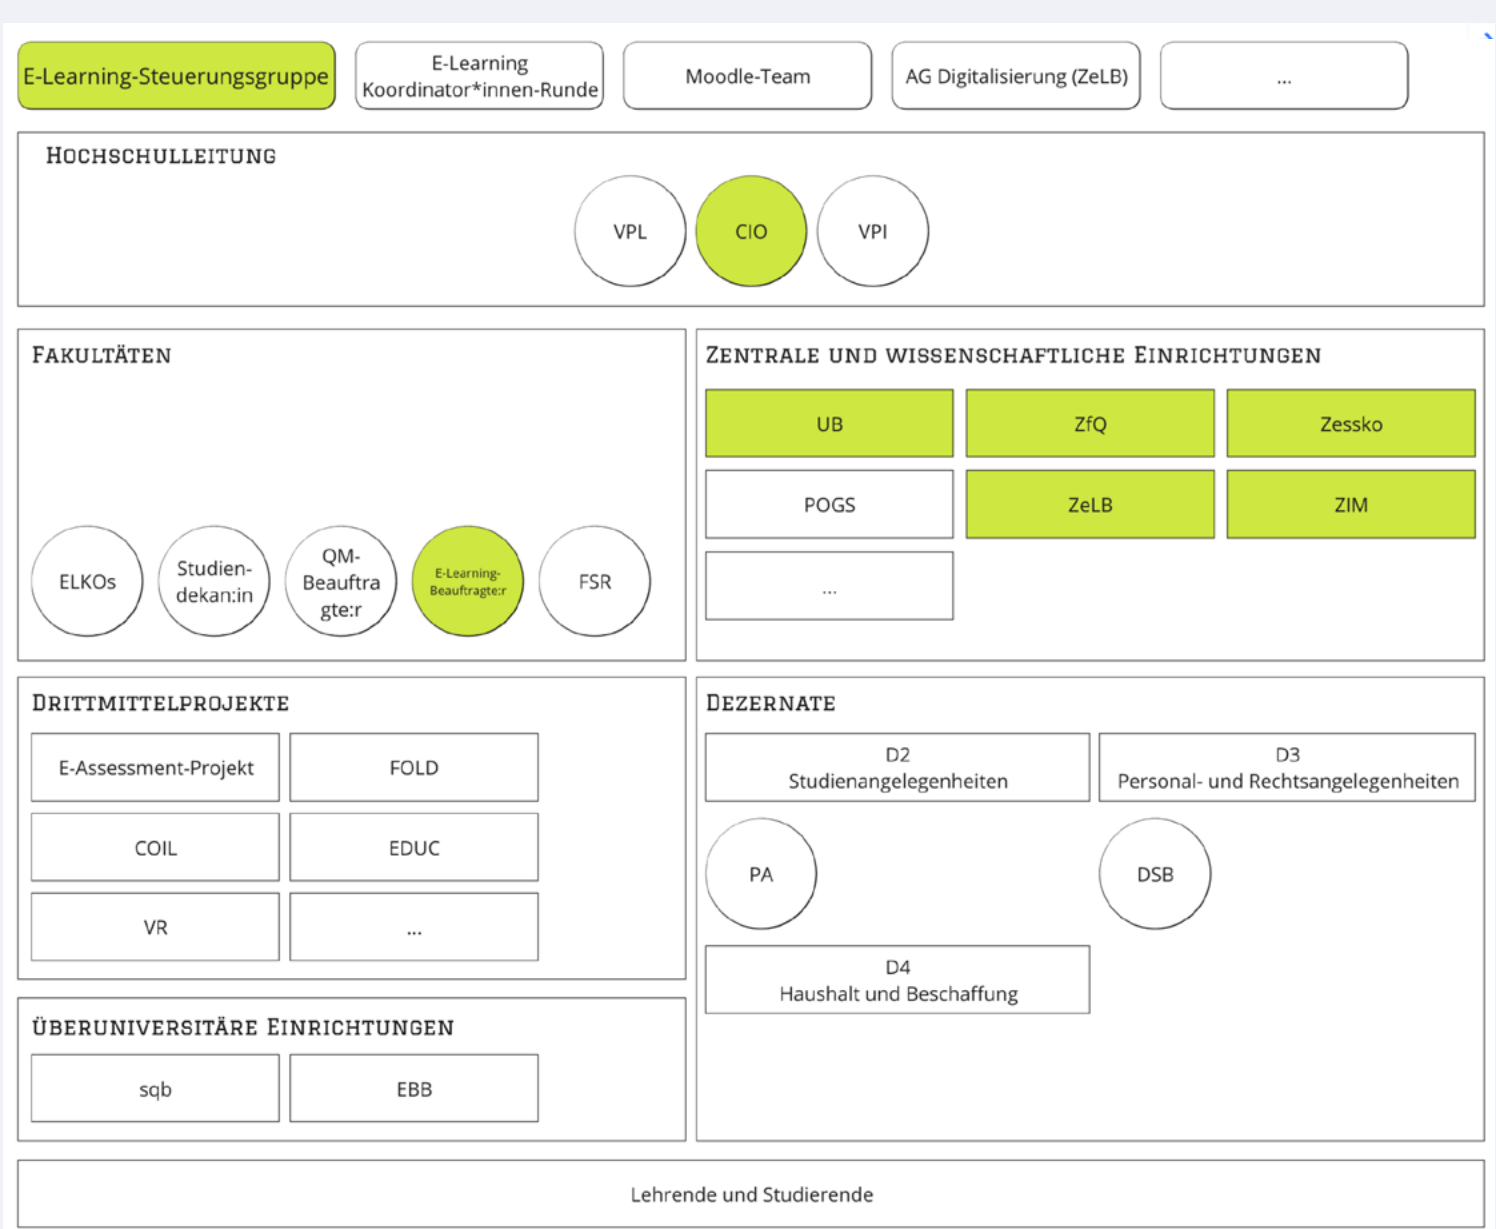 E-Learning-Steuerungsgruppe
E-Learning
Koordinator*innen-Runde
Moodle-Team
AG Digitalisierung (ZeLB)
...
Hochschulleitung
VPL
CIO
VPI
Fakultäten
ELKOs
Studien-
dekan:in
QM-
Beauftra
gte:r
E-Learning-
Beauftragte:r
FSR
Zentrale und wissenschaftliche Einrichtungen
UB
ZfQ
Zessko
POGS
ZeLB
ZIM
...
Drittmittelprojekte
E-Assessment-Projekt
FOLD
COIL
EDUC
VR
...
Dezernate
D2
Studienangelegenheiten
D3
Personal- und Rechtsangelegenheiten
PA
DSB
D4
Haushalt und Beschaffung
überuniversitäre Einrichtungen
sqb
EBB
Lehrende und Studierende